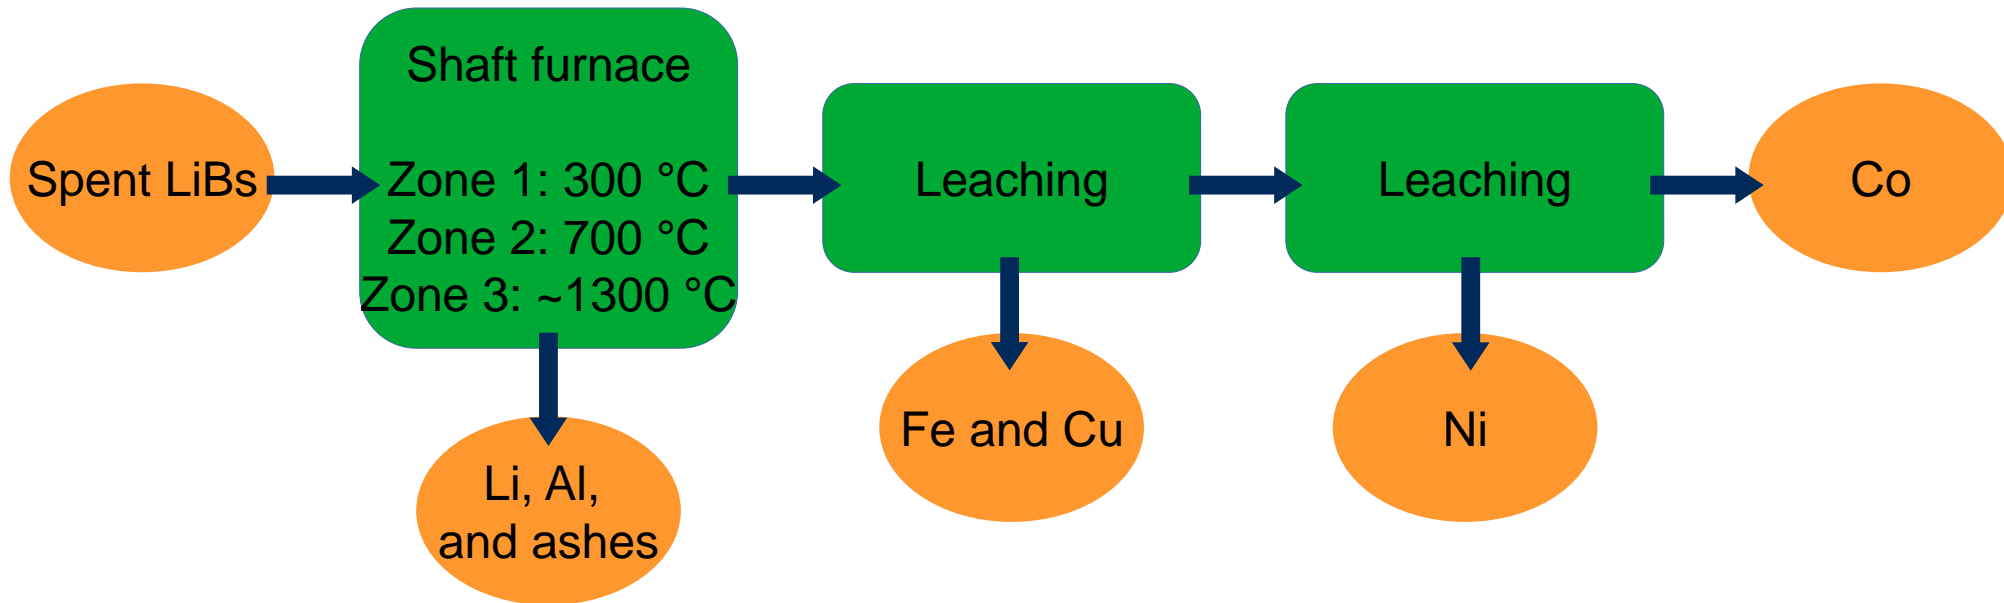 Shaft furnace
Spent LiBs
Zone 1: 300 °C
Zone 2: 700 °C
Zone 3: ~1300 °C
Leaching
Leaching
Co
Li, Al,
and ashes
Fe and Cu
Ni